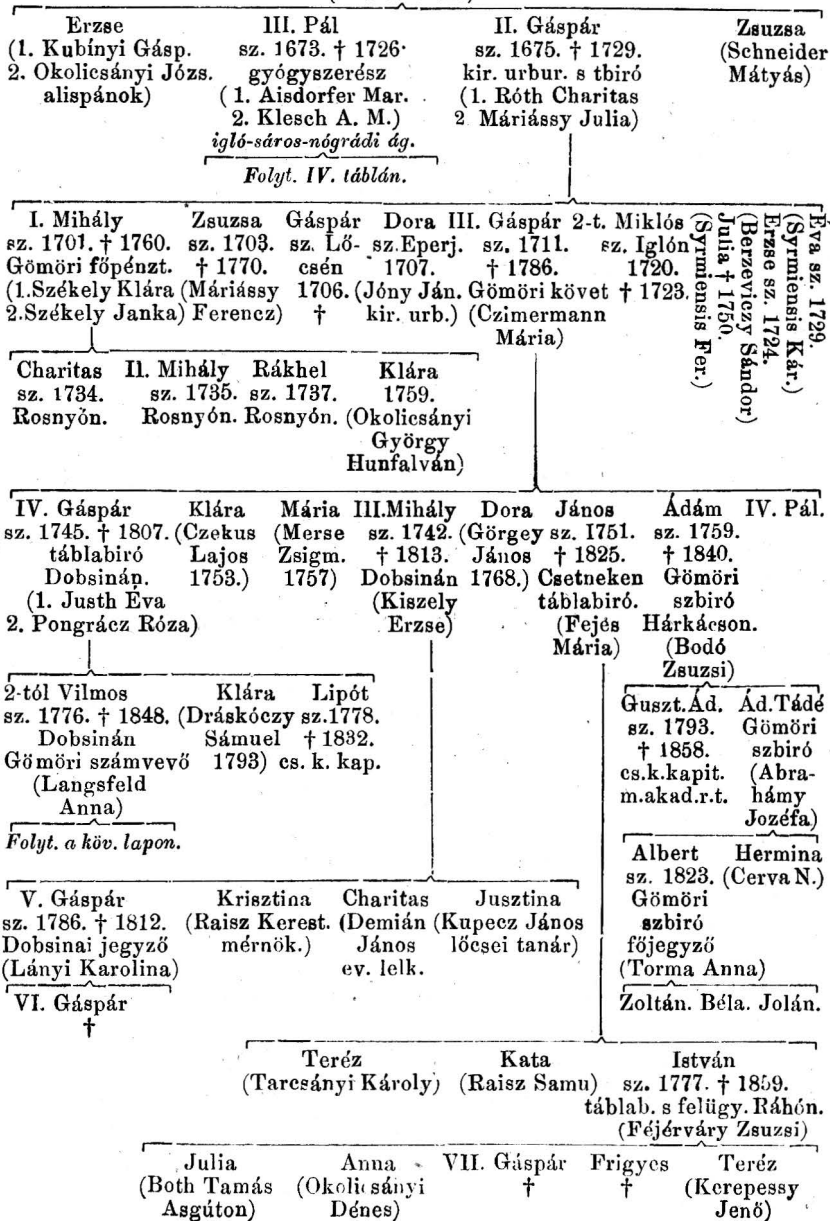 Erzse III. Pál II. Gáspár Zsuzsa
(1. Kubínyi Gásp. sz. 1673. † 1726· sz. 1675. † 1729. (Schneider
2. Okolicsányi Józs. gyógyszerész kir. urbur. s tbiró Mátyás)
alispánok) (1. Aisdorfer Mar. (1. Róth Charitas
2. Klesch A. M.) 2 Máriássy Julia)
igló-sáros-nógrádi ág.
Folyt. IV. táblán.
I. Mihály Zsuzsa Gáspár Dora III. Gáspár 2-t. Miklós
sz. 1701. † 1760. sz. 1703. sz. Lő- sz.Eperj. sz. 1711. sz. Iglón
Gömöri főpénzt. † 1770. csén 1707. † 1786. 1720.
(1.Székely Klára (Máriássy 1706. (Jóny Ján. Gömöri követ † 1723.
2.Székely Janka) Ferencz) † kir. urb.) (Czimermann
Mária)
Éva sz. 1729.
(Syrmiensis Kár.)
Erzse sz. 1724.
(Berzeviczy Sándor)
Julia † 1750.
(Syrmiensis Fer.)
Charitas II. Mihály Rákhel Klára
sz. 1734. sz. 1735. sz. 1737. 1759.
Rosnyón. Rosnyón. Rosnyón. (Okolicsányi
György
Hunfalván)
IV. Gáspár Klára Mária III.Mihály Dora János Ádám IV. Pál.
sz. 1745. † 1807. (Czekus (Merse sz. 1742. (Görgey sz. 1751. sz. 1759.
táblabiró Lajos Zsigm. † 1813. János † 1825. † 1840.
Dobsinán. 1753.) 1757) Dobsinán 1768.) Csetneken Gömöri
(1. Justh Éva (Kiszely táblabiró. szbiró
2. Pongrácz Róza) Erzse) (Fejés Hárkácson.
Mária) (Bodó
Zsuzsi)
2-tól Vilmos Klára Lipót
sz. 1776. † 1848. (Dráskóczy sz.1778.
Dobsinán Sámuel † 1832.
Gömöri számvevő 1793) cs. k. kap.
(Langsfeld
Anna)
Folyt. a köv. lapon.
Guszt.Ád. Ád.Tádé
sz. 1793. Gömöri
† 1858. szbiró
cs.k.kapit. (Abra-
m.akad.r.t. hámy
Jozéfa)
Albert Hermina
sz. 1823. (Cerva N.)
Gömöri
szbiró
főjegyző
(Torma Anna)
Zoltán. Béla. Jolán.
V. Gáspár Krisztina Charitas Jusztina
sz. 1786. † 1812. (Raisz Kerest. (Demián (Kupecz János
Dobsinai jegyző mérnök.) János lőcsei tanár)
(Lányi Karolina) ev. lelk.
VI. Gáspár
†
Teréz Kata István
(Tarcsányi Károly) (Raisz Samu) sz. 1777. † 1859.
táblab. s felügy. Ráhón.
(Féjérváry Zsuzsi)
Julia Anna VII. Gáspár Frigyes Teréz
(Both Tamás (Okolicsányi † † (Kerepessy
Asgúton) Dénes) Jenő)